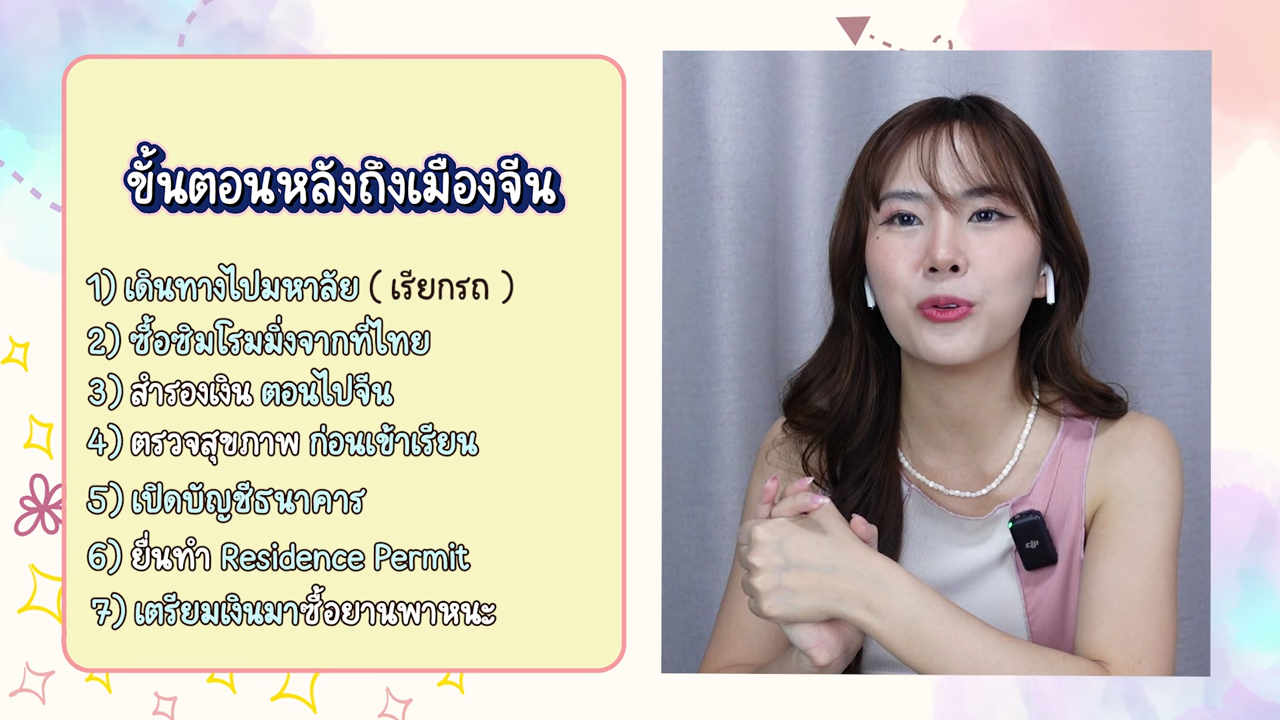 ขั้นตอนหลังถึงเมืองจีน
1) เดินทางไปมหาลัย ( เรียกรถ )
2) ซื้อซิมโรมมิ่งจากที่ไทย
3) สำรองเงิน ตอนไปจีน
4) ตรวจสุขภาพ ก่อนเข้าเรียน
5) เปิดบัญชีธนาคาร
6) ยื่นทำ Residence Permit
7) เตรียมเงินมาซื้อยานพาหนะ
dji